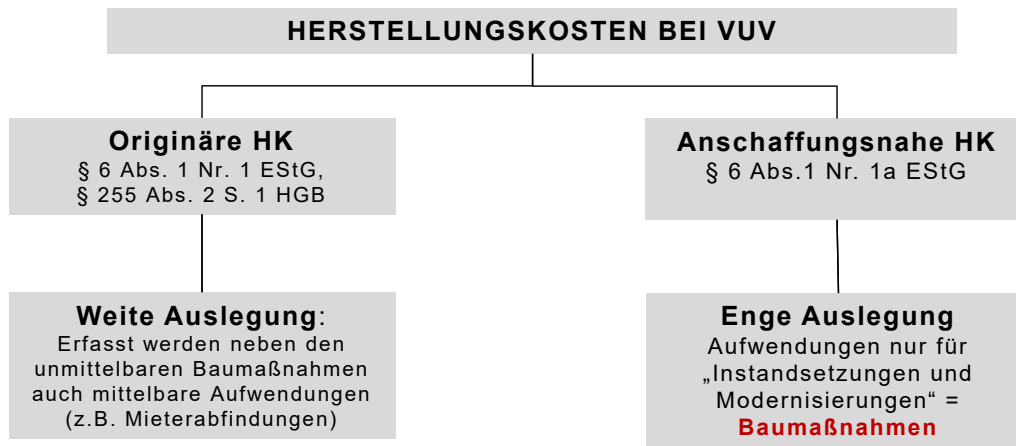 HERSTELLUNGSKOSTEN BEI VUV
Originäre HK
§ 6 Abs. 1 Nr. 1 EStG,
§ 255 Abs. 2 S. 1 HGB
Anschaffungsnahe HK
§ 6 Abs.1 Nr. 1a EStG
Weite Auslegung:
Erfasst werden neben den
unmittelbaren Baumaßnahmen
auch mittelbare Aufwendungen
(z.B. Mieterabfindungen)
Enge Auslegung
Aufwendungen nur für
„Instandsetzungen und
Modernisierungen“ =
Baumaßnahmen